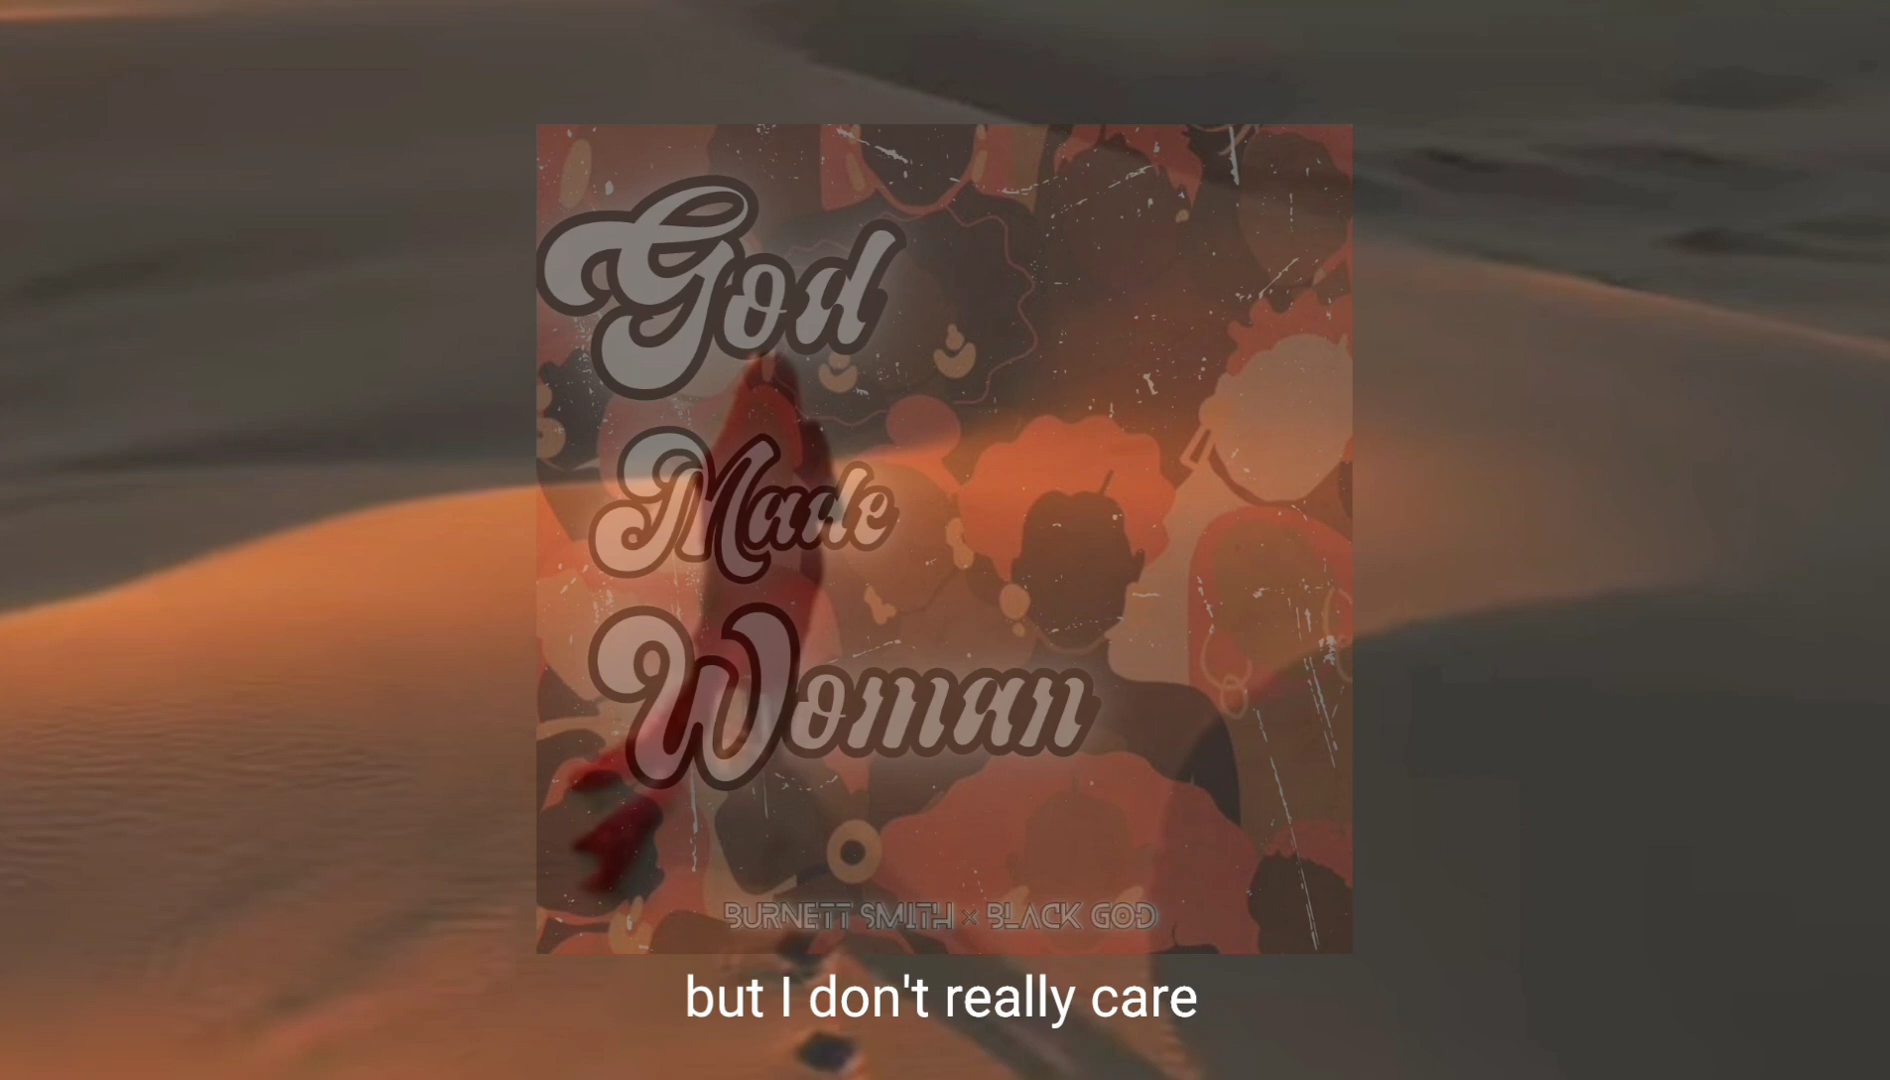 God
Made
Woman
BURNETT SMITH × BLACK GOD
but I don't really care